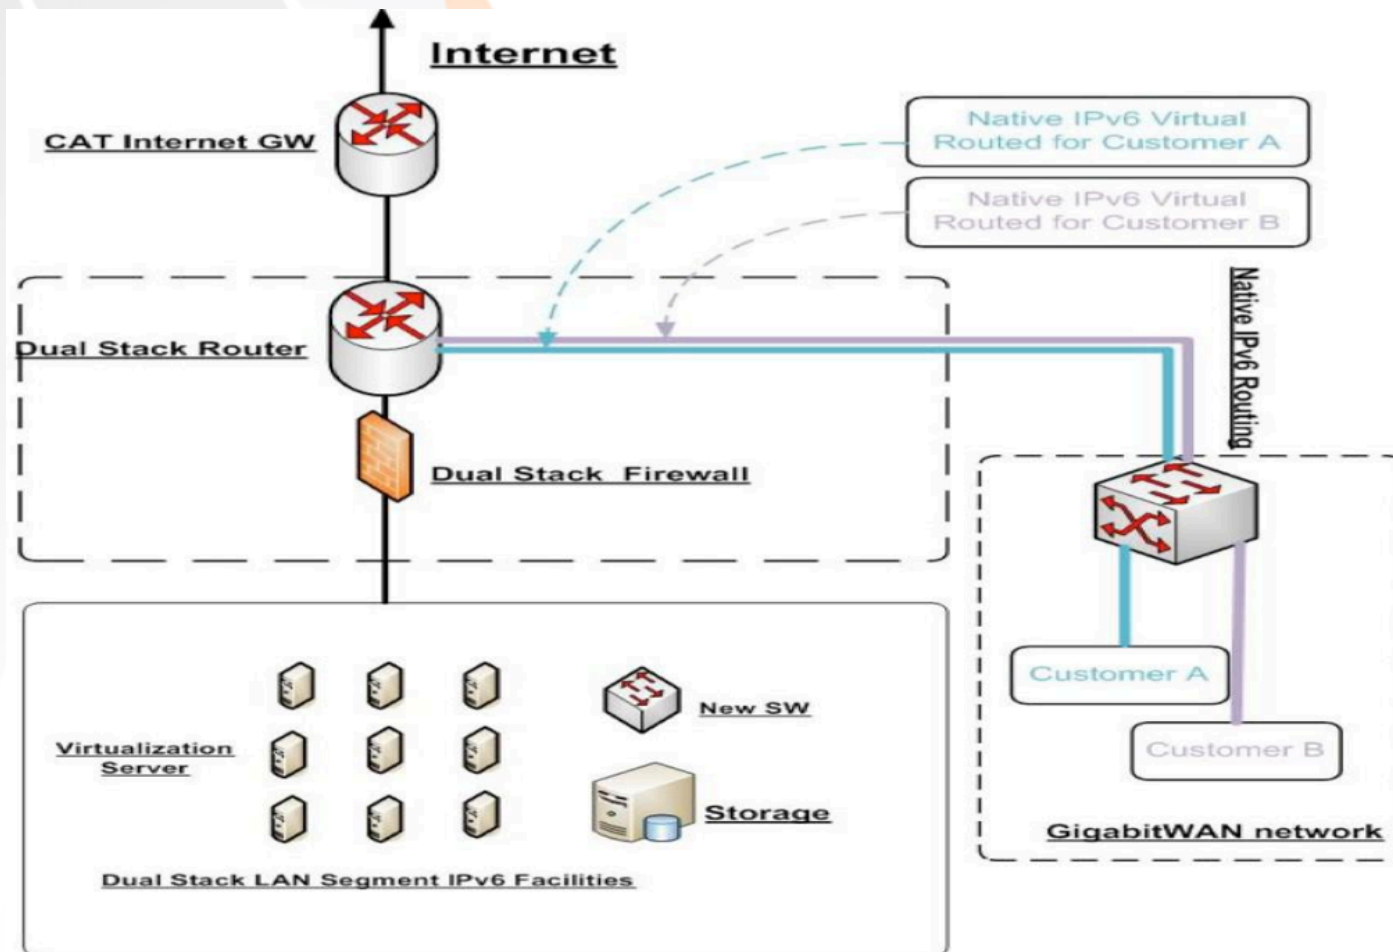 Internet
CAT Internet GW
Native IPv6 Virtual
Routed for Customer A
Native IPv6 Virtual
Routed for Customer B
Native IPv6 Routing
Dual Stack Router
Dual Stack Firewall
Customer A
Customer B
GigabitWAN network
New SW
Virtualization
Server
Storage
Dual Stack LAN Segment IPv6 Facilities